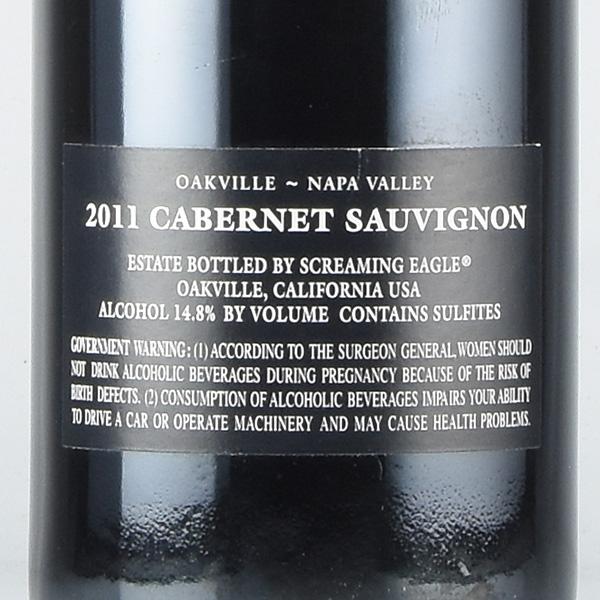 OAKVILLE ~ NAPA VALLEY
2011 CABERNET SAUVIGNON
ESTATE BOTTLED BY SCREAMING EAGLE®
OAKVILLE, CALIFORNIA USA
ALCOHOL 14.8% BY VOLUME CONTAINS SULFITES
GOVERNMENT WARNING: (1) ACCORDING TO THE SURGEON GENERAL, WOMEN SHOULD
NOT DRINK ALCOHOLIC BEVERAGES DURING PREGNANCY BECAUSE OF THE RISK OF
BIRTH DEFECTS. (2) CONSUMPTION OF ALCOHOLIC BEVERAGES IMPAIRS YOUR ABILITY
TO DRIVE A CAR OR OPERATE MACHINERY AND MAY CAUSE HEALTH PROBLEMS.